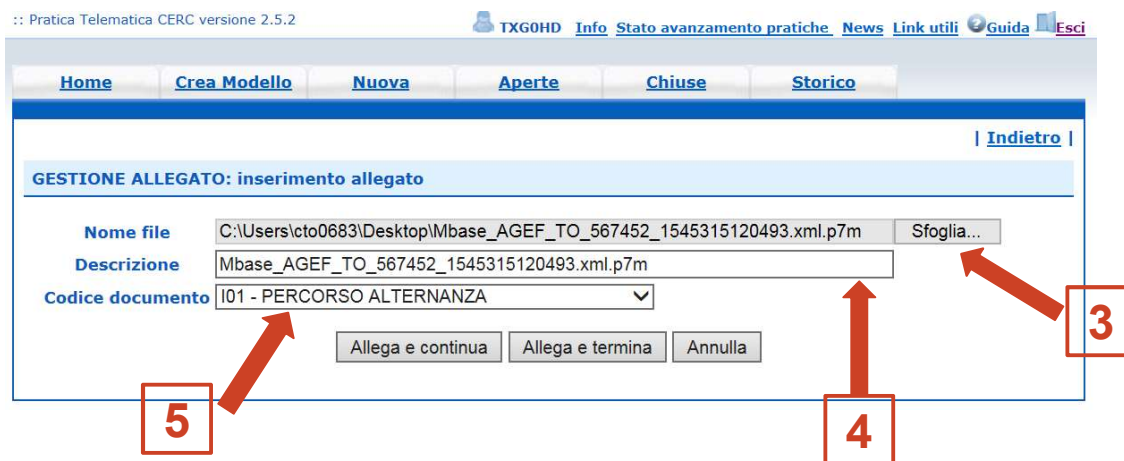 :: Pratica Telematica CERC versione 2.5.2
TXG0HD Info Stato avanzamento pratiche News Link utili Guida Esci
Home Crea Modello Nuova Aperte Chiuse Storico
| Indietro |
GESTIONE ALLEGATO: inserimento allegato
Nome file C:\Users\cto0683\Desktop\Mbase_AGEF_TO_567452_1545315120493.xml.p7m Sfoglia...
Descrizione Mbase_AGEF_TO_567452_1545315120493.xml.p7m
Codice documento I01 - PERCORSO ALTERNANZA
3
Allega e continua Allega e termina Annulla
5
4